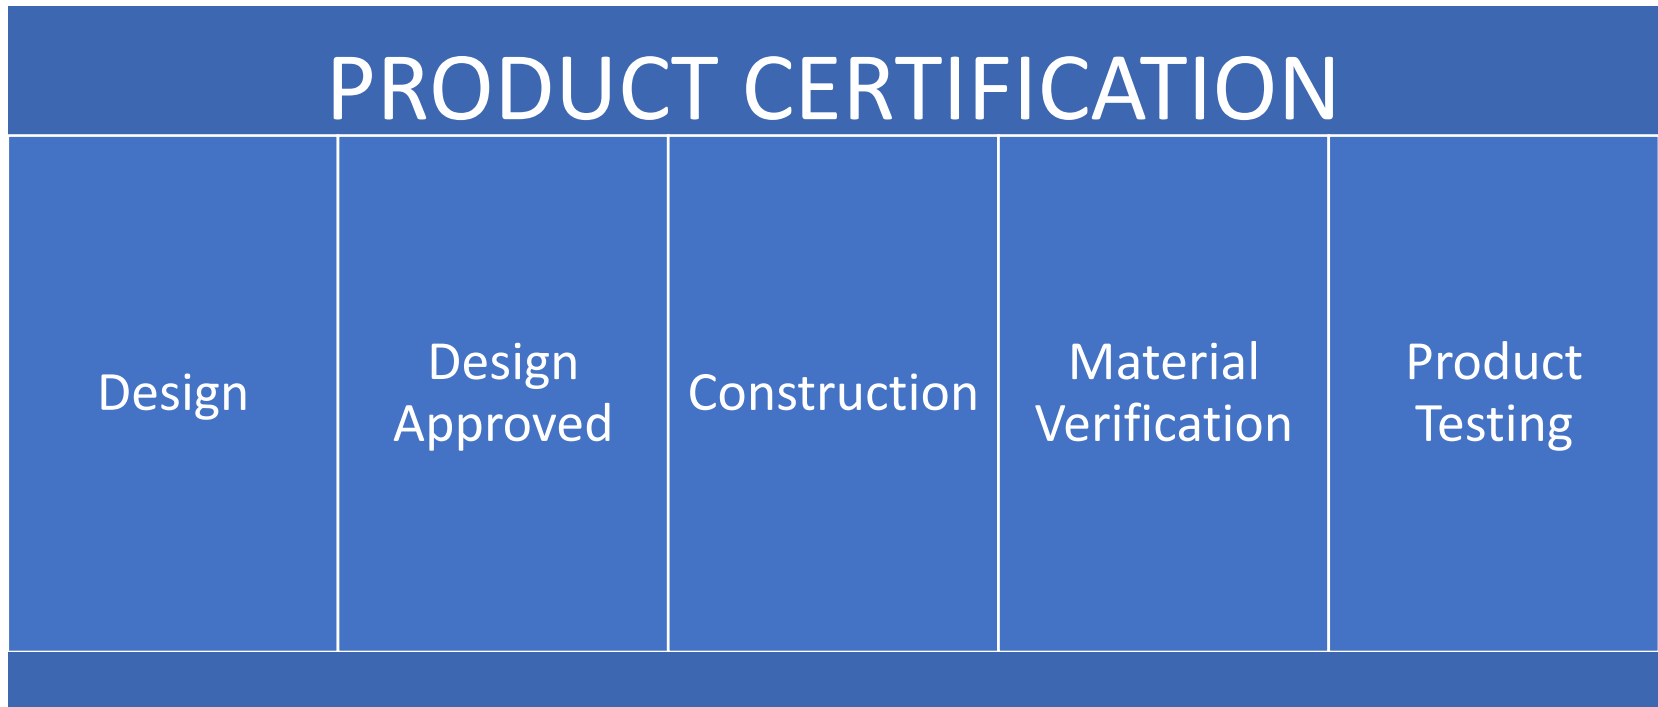 PRODUCT CERTIFICATION
Design
Design
Approved
Construction
Material
Verification
Product
Testing